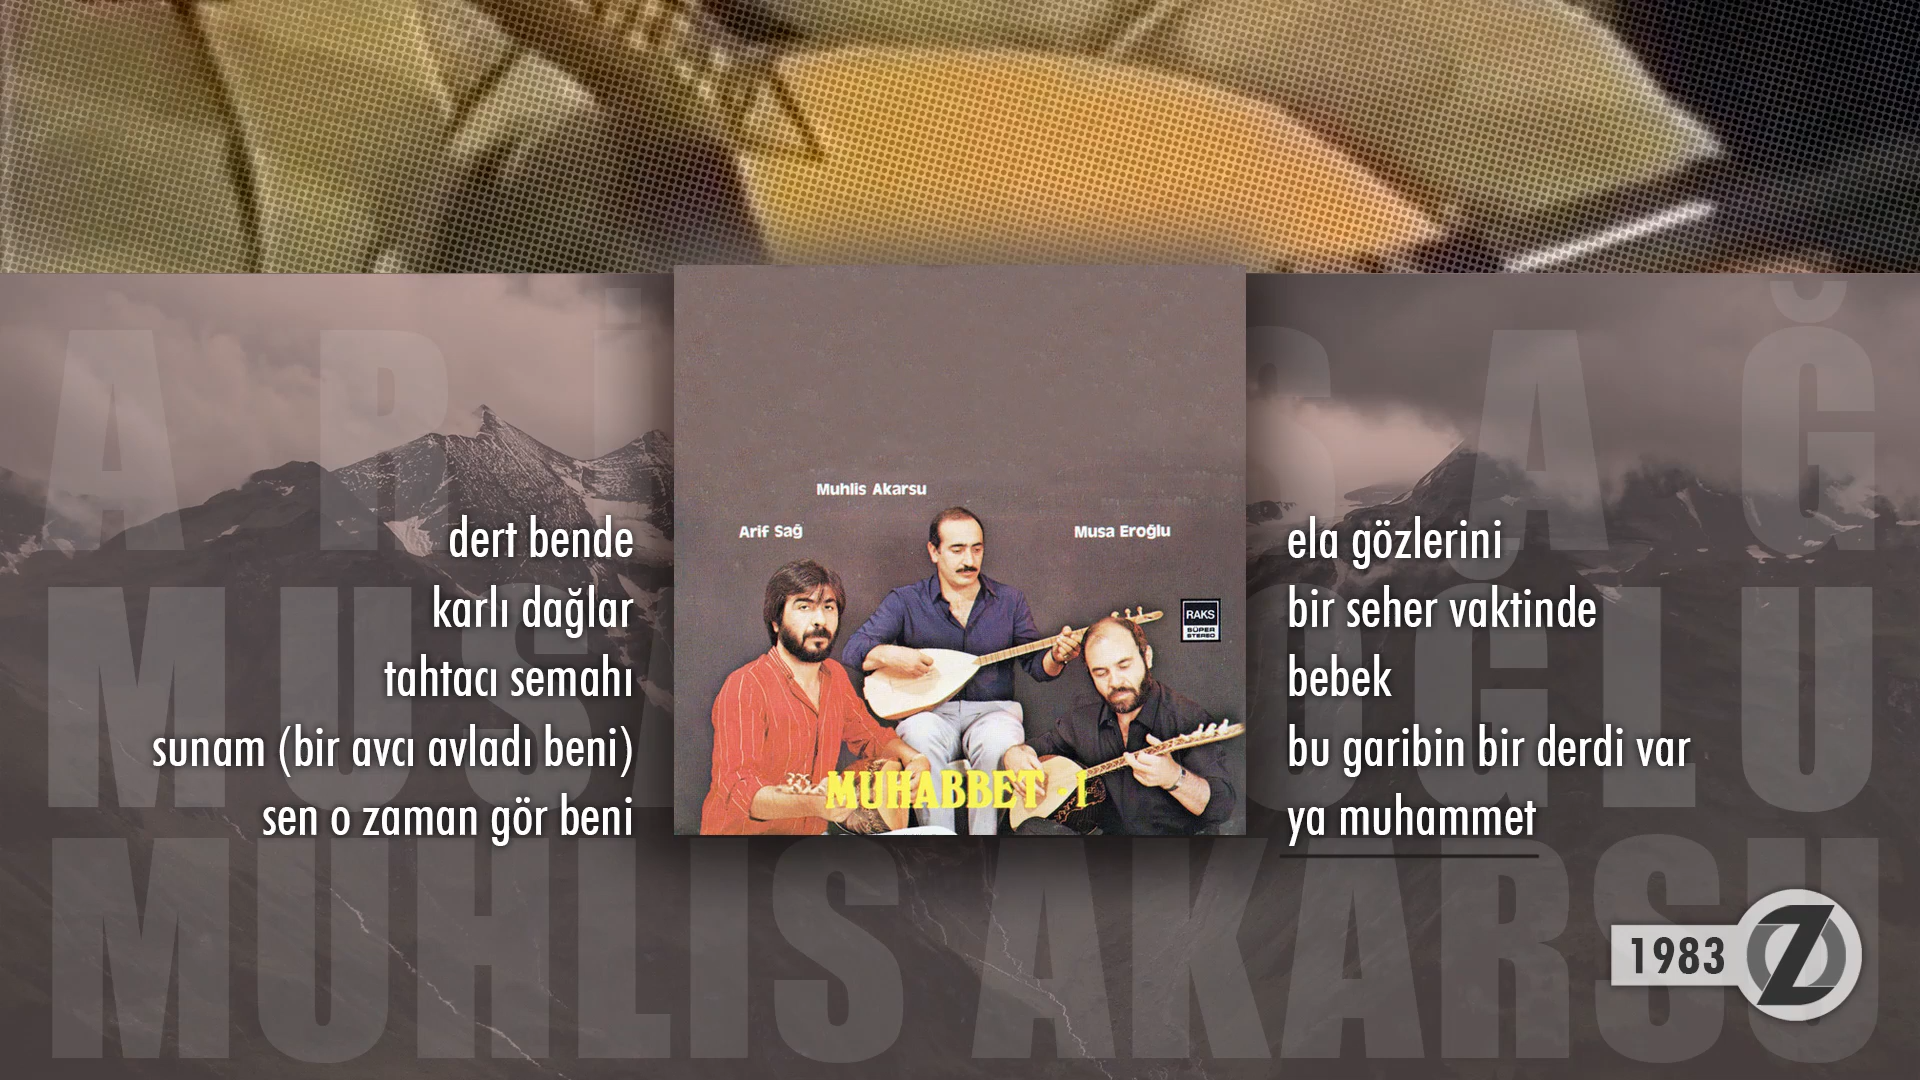 ARİF SAĞ
MUSA EROĞLU
MUHLIS AKARSU
dert bende
karlı dağlar
tahtacı semahı
sunam (bir avcı avladı beni)
sen o zaman gör beni
Muhlis Akarsu
Arif Sağ
Musa Eroğlu
RAKS
SÜPER
STEREO
MUHABBET · 1
ela gözlerini
bir seher vaktinde
bebek
bu garibin bir derdi var
ya muhammet
1983